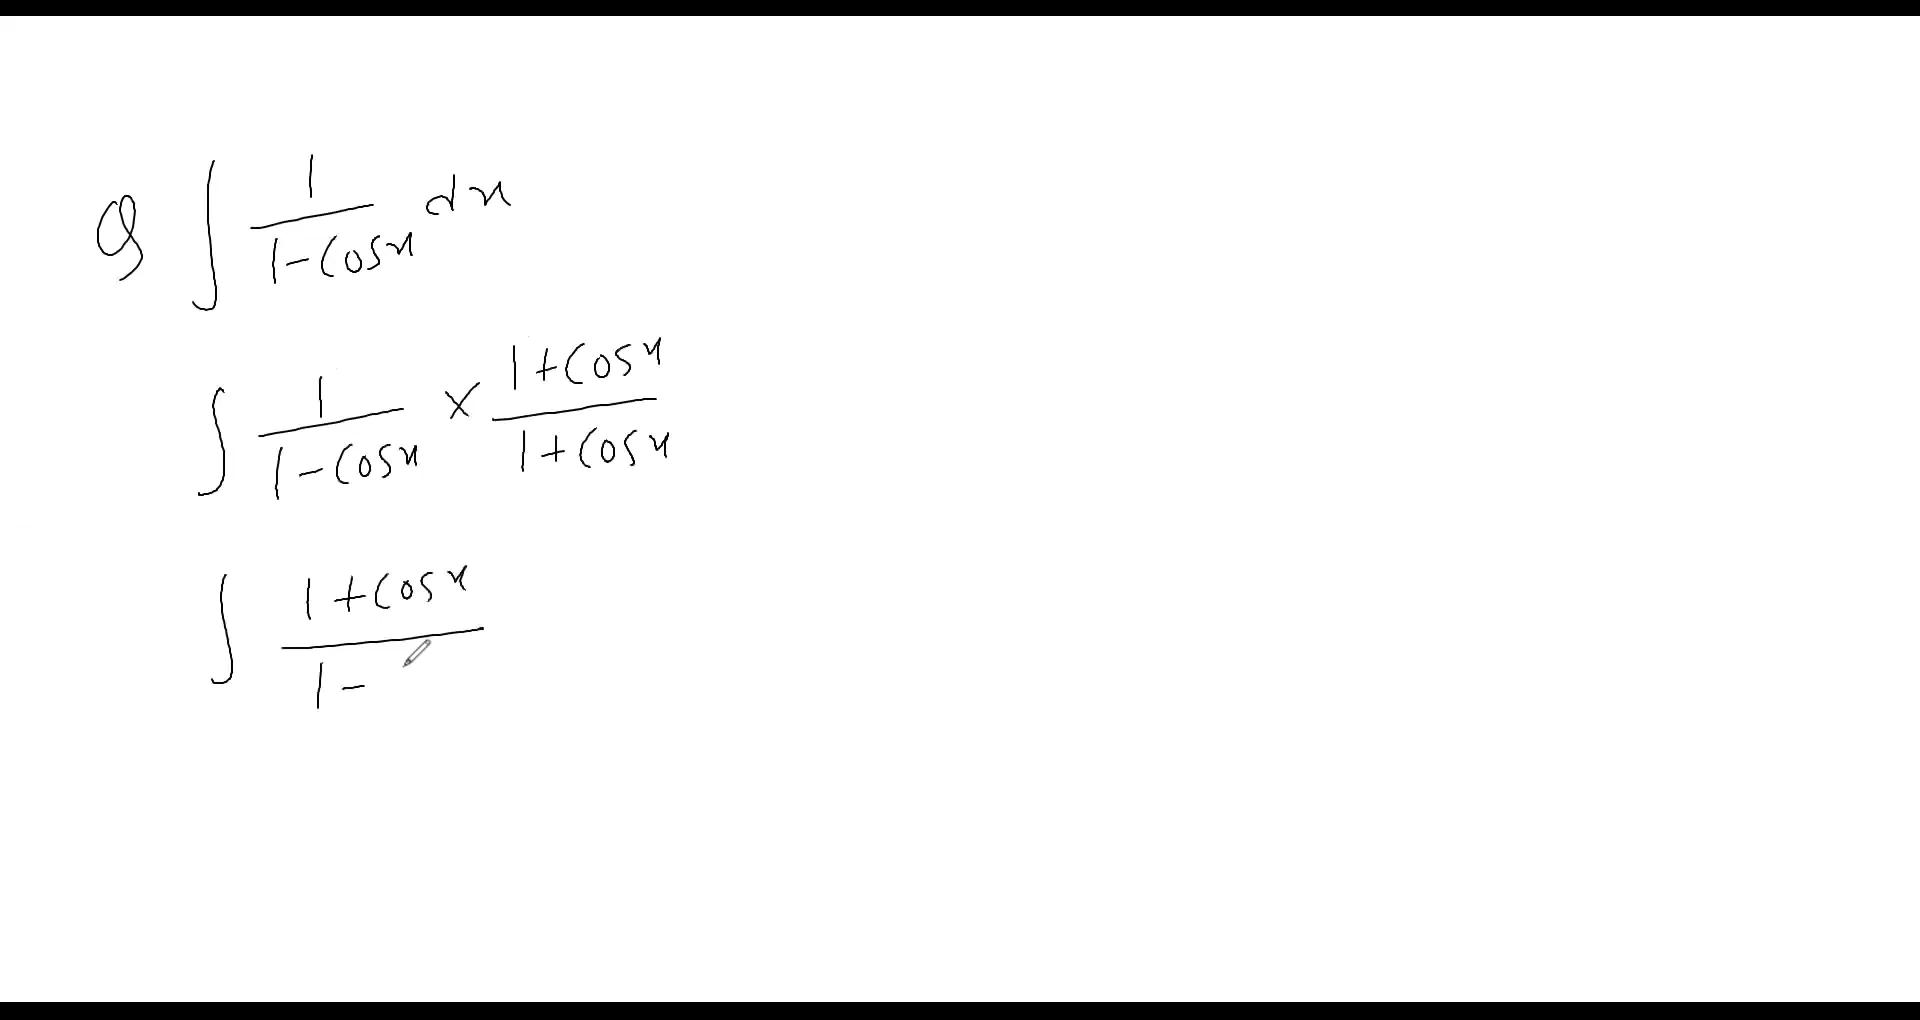 Q ∫ 1/(1-Cosx) dx
∫ 1/(1-Cosx) × (1+Cosx)/(1+Cosx)
∫ (1+Cosx)/(1-